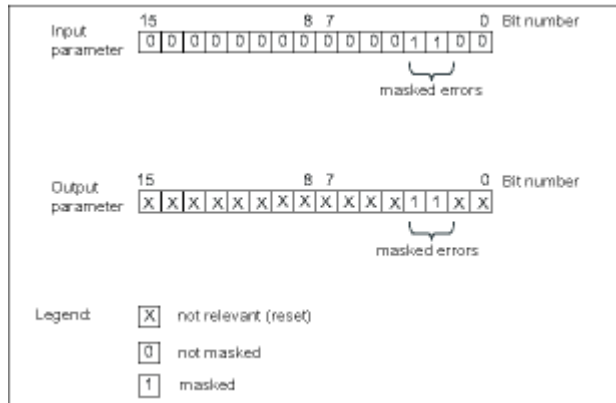 15 8 7 0 Bit number
Input parameter 0 0 0 0 0 0 0 0 0 0 0 0 1 1 0 0
masked errors
15 8 7 0 Bit number
Output parameter X X X X X X X X X X X X 1 1 X X
masked errors
Legend: X not relevant (reset)
0 not masked
1 masked